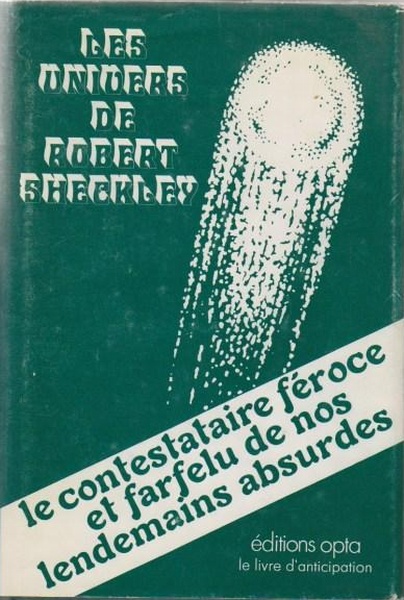 LES
UNIVERS
DE
ROBERT
SHECKLEY
le contestataire féroce
et farfelu de nos
lendemains absurdes
éditions opta
le livre d'anticipation